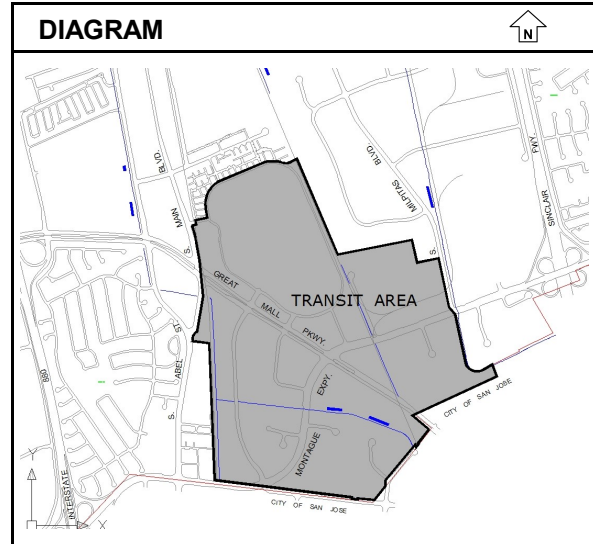 DIAGRAM
N
MAIN
BLVD.
S.
BLVD.
MILPITAS
S.
SINCLAIR
FWY.
GREAT
MALL
PKWY.
TRANSIT AREA
S. ABEL ST.
EXPY.
MONTAGUE
880
INTERSTATE
CITY OF SAN JOSE
CITY OF SAN JOSE
Y
X